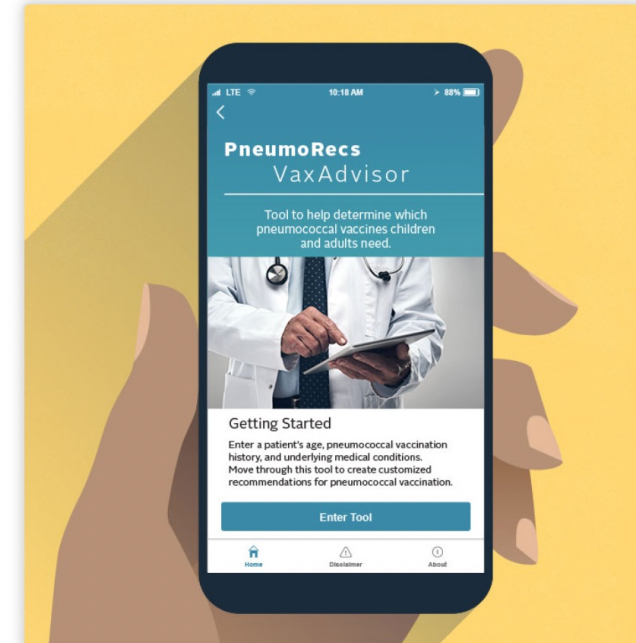 LTE 10:18 AM 88%
PneumoRecs
VaxAdvisor
Tool to help determine which
pneumococcal vaccines children
and adults need.
Getting Started
Enter a patient's age, pneumococcal vaccination
history, and underlying medical conditions.
Move through this tool to create customized
recommendations for pneumococcal vaccination.
Enter Tool
Home Disclaimer About